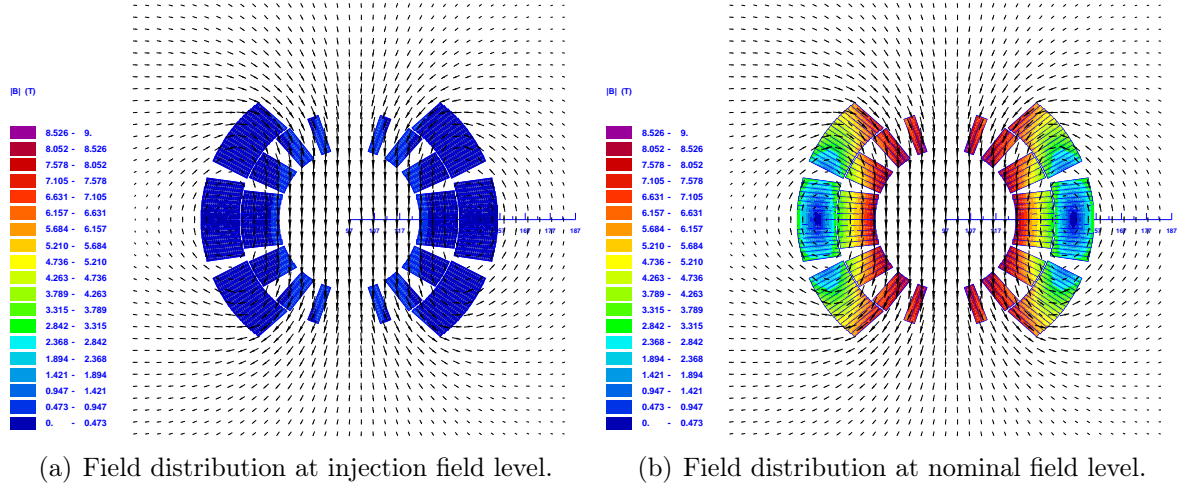 |B| (T)
8.526 - 9.
8.052 - 8.526
7.578 - 8.052
7.105 - 7.578
6.631 - 7.105
6.157 - 6.631
5.684 - 6.157
5.210 - 5.684
4.736 - 5.210
4.263 - 4.736
3.789 - 4.263
3.315 - 3.789
2.842 - 3.315
2.368 - 2.842
1.894 - 2.368
1.421 - 1.894
0.947 - 1.421
0.473 - 0.947
0. - 0.473
187
(a) Field distribution at injection field level.
|B| (T)
8.526 - 9.
8.052 - 8.526
7.578 - 8.052
7.105 - 7.578
6.631 - 7.105
6.157 - 6.631
5.684 - 6.157
5.210 - 5.684
4.736 - 5.210
4.263 - 4.736
3.789 - 4.263
3.315 - 3.789
2.842 - 3.315
2.368 - 2.842
1.894 - 2.368
1.421 - 1.894
0.947 - 1.421
0.473 - 0.947
0. - 0.473
187
(b) Field distribution at nominal field level.